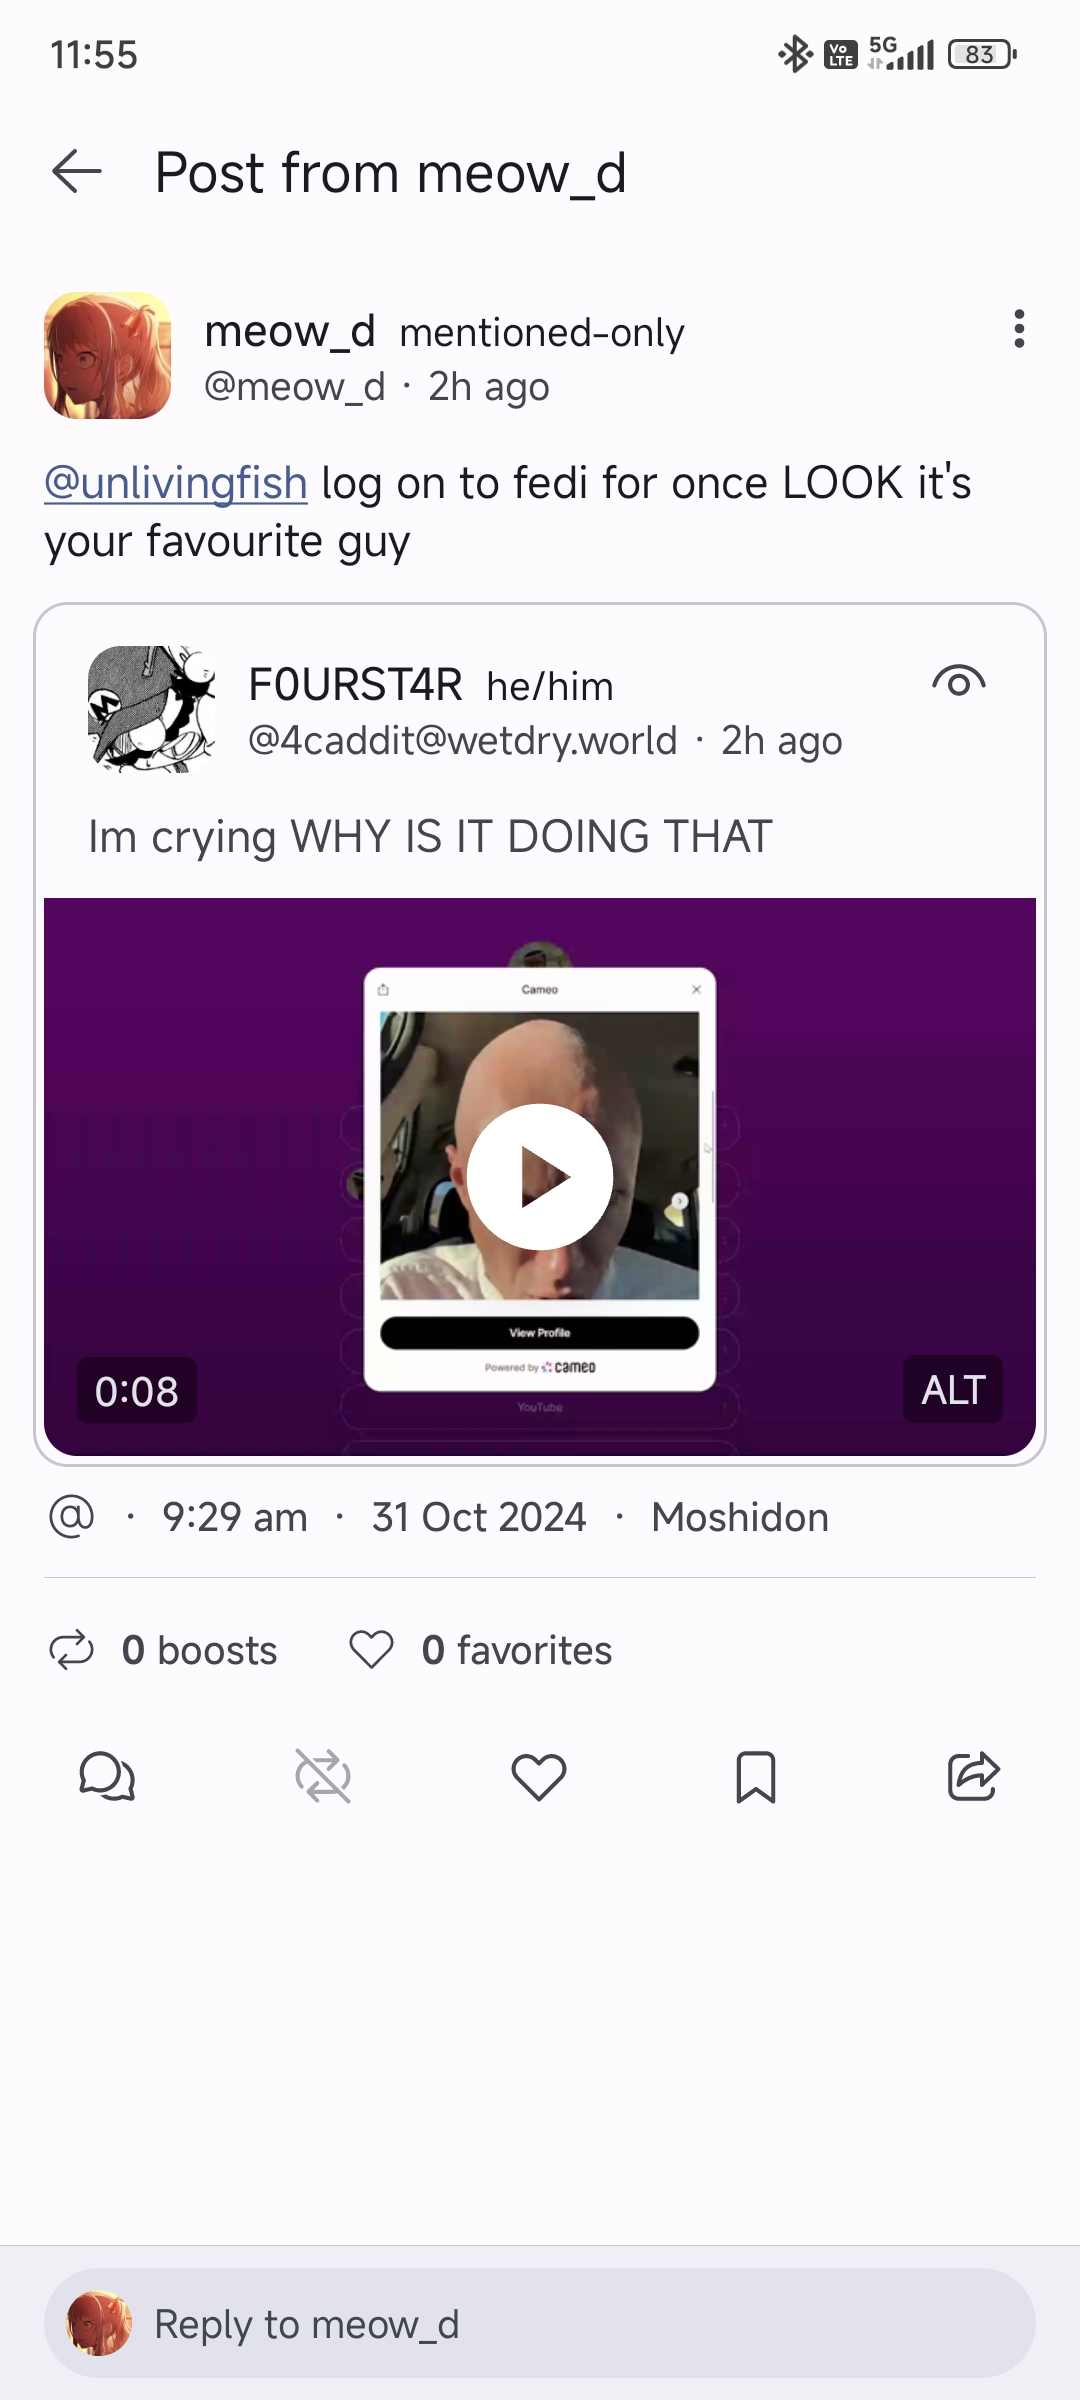 11:55
Vo LTE 5G 83
Post from meow_d
meow_d mentioned-only
@meow_d · 2h ago
@unlivingfish log on to fedi for once LOOK it's
your favourite guy
F0URST4R he/him
@4caddit@wetdry.world · 2h ago
Im crying WHY IS IT DOING THAT
Cameo
View Profile
Powered by cameo
YouTube
0:08
ALT
@ · 9:29 am · 31 Oct 2024 · Moshidon
0 boosts 0 favorites
Reply to meow_d